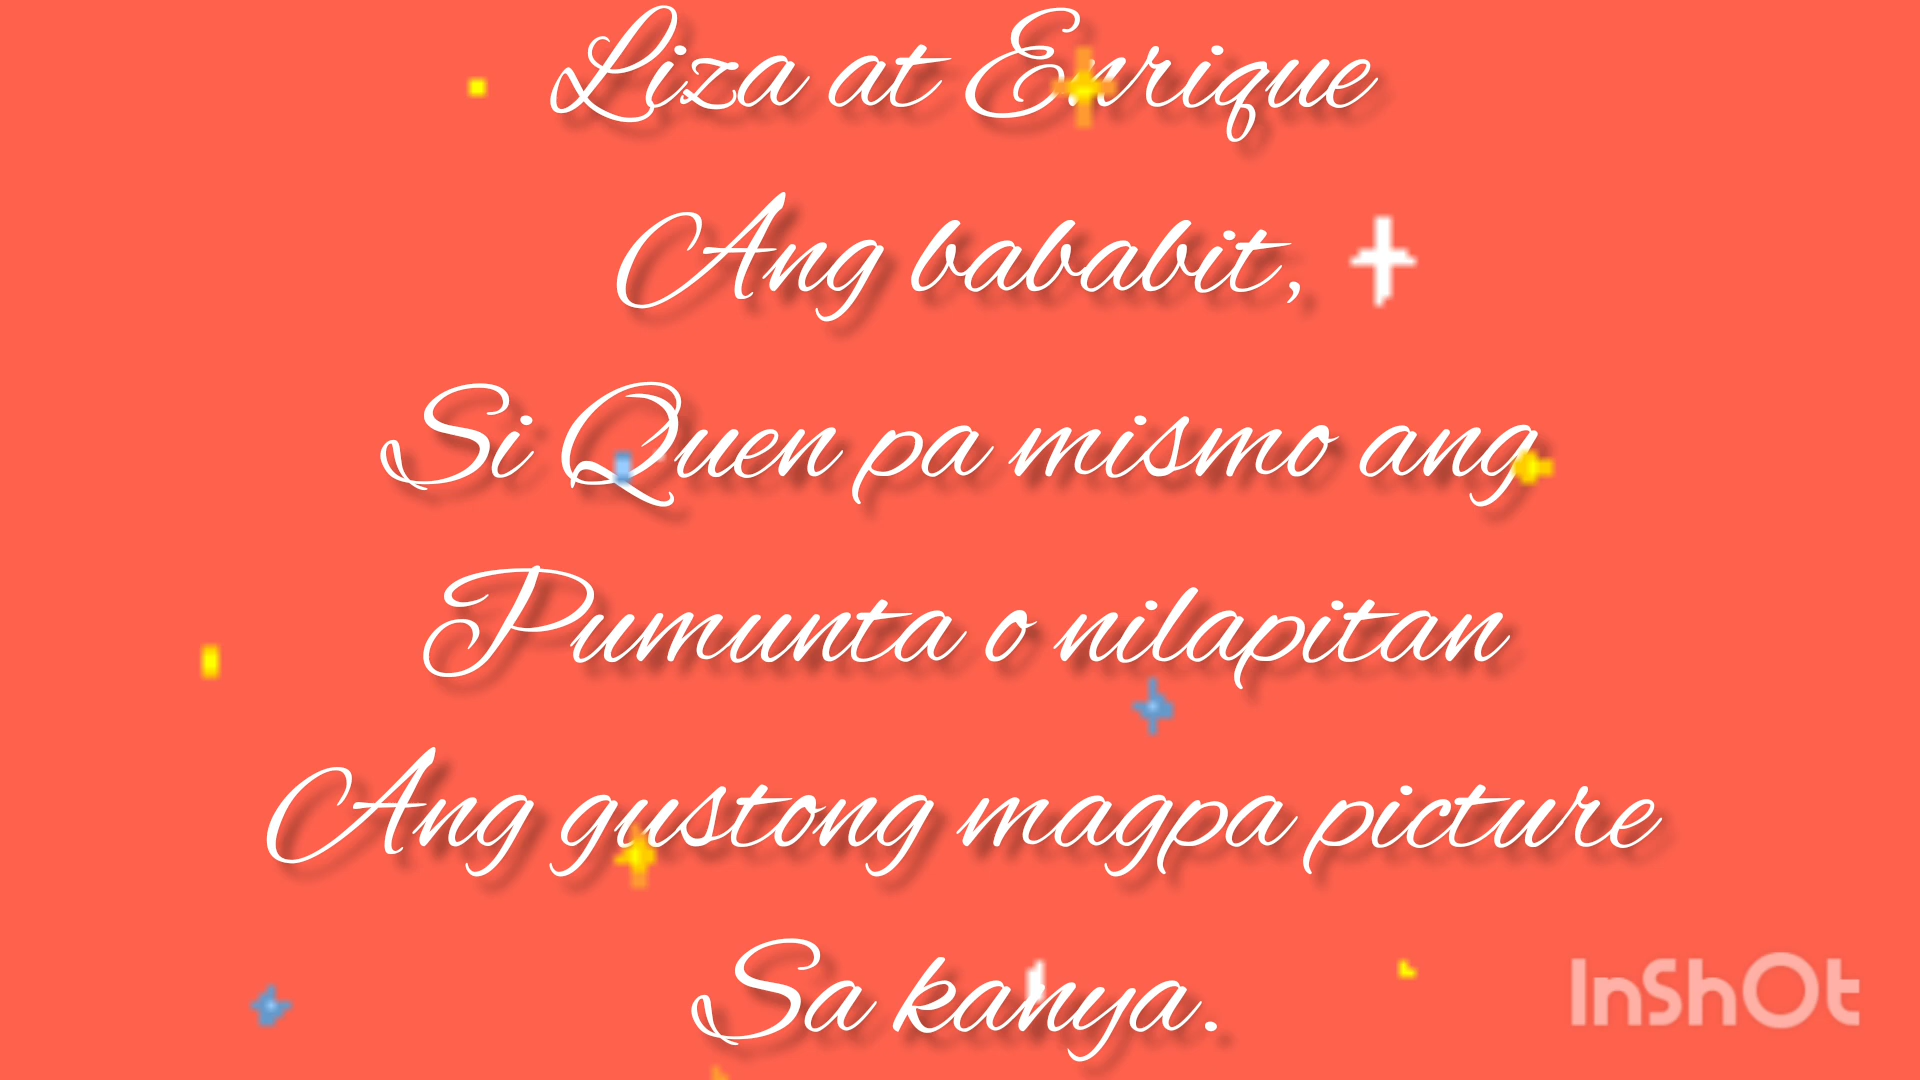 Liza at Enrique
Ang bababit,
Si Quen pa mismo ang
Pumunta o nilapitan
Ang gustong magpa picture
Sa kanya.
InShOt